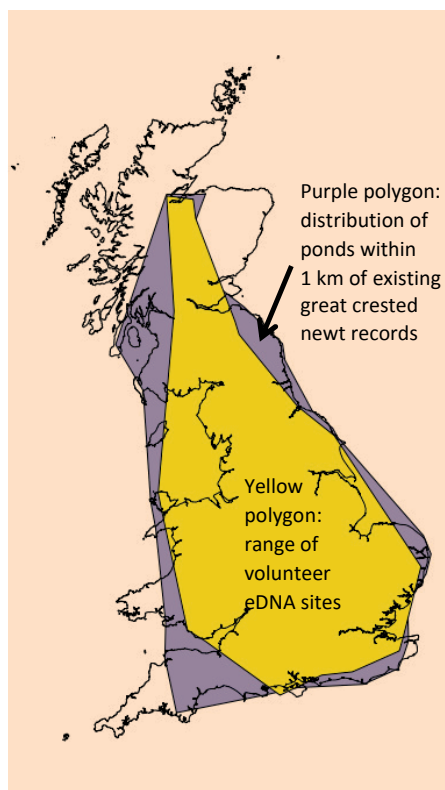 Purple polygon:
distribution of
ponds within
1 km of existing
great crested
newt records
Yellow
polygon:
range of
volunteer
eDNA sites